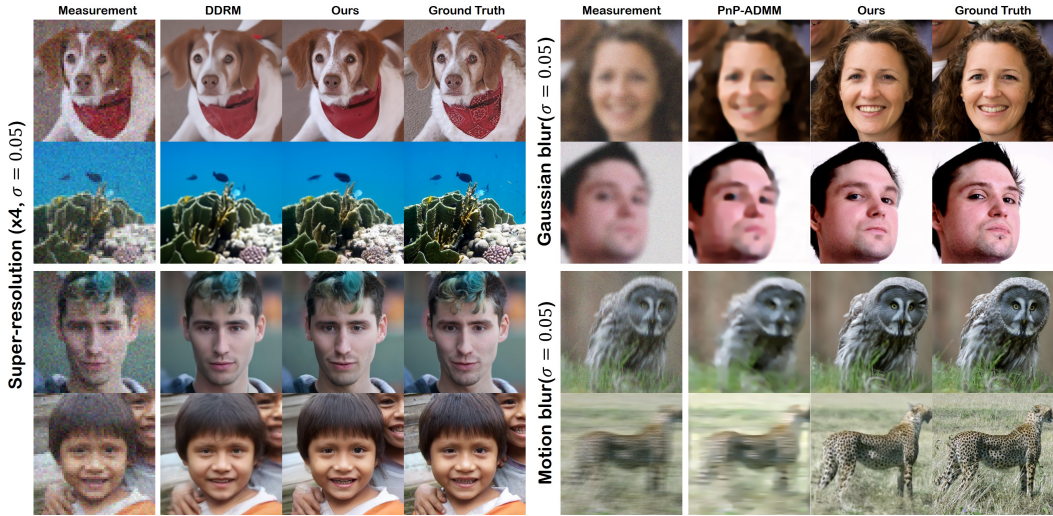 Measurement DDRM Ours Ground Truth
Super-resolution (x4, σ = 0.05)
Measurement PnP-ADMM Ours Ground Truth
Gaussian blur(σ = 0.05)
Motion blur(σ = 0.05)